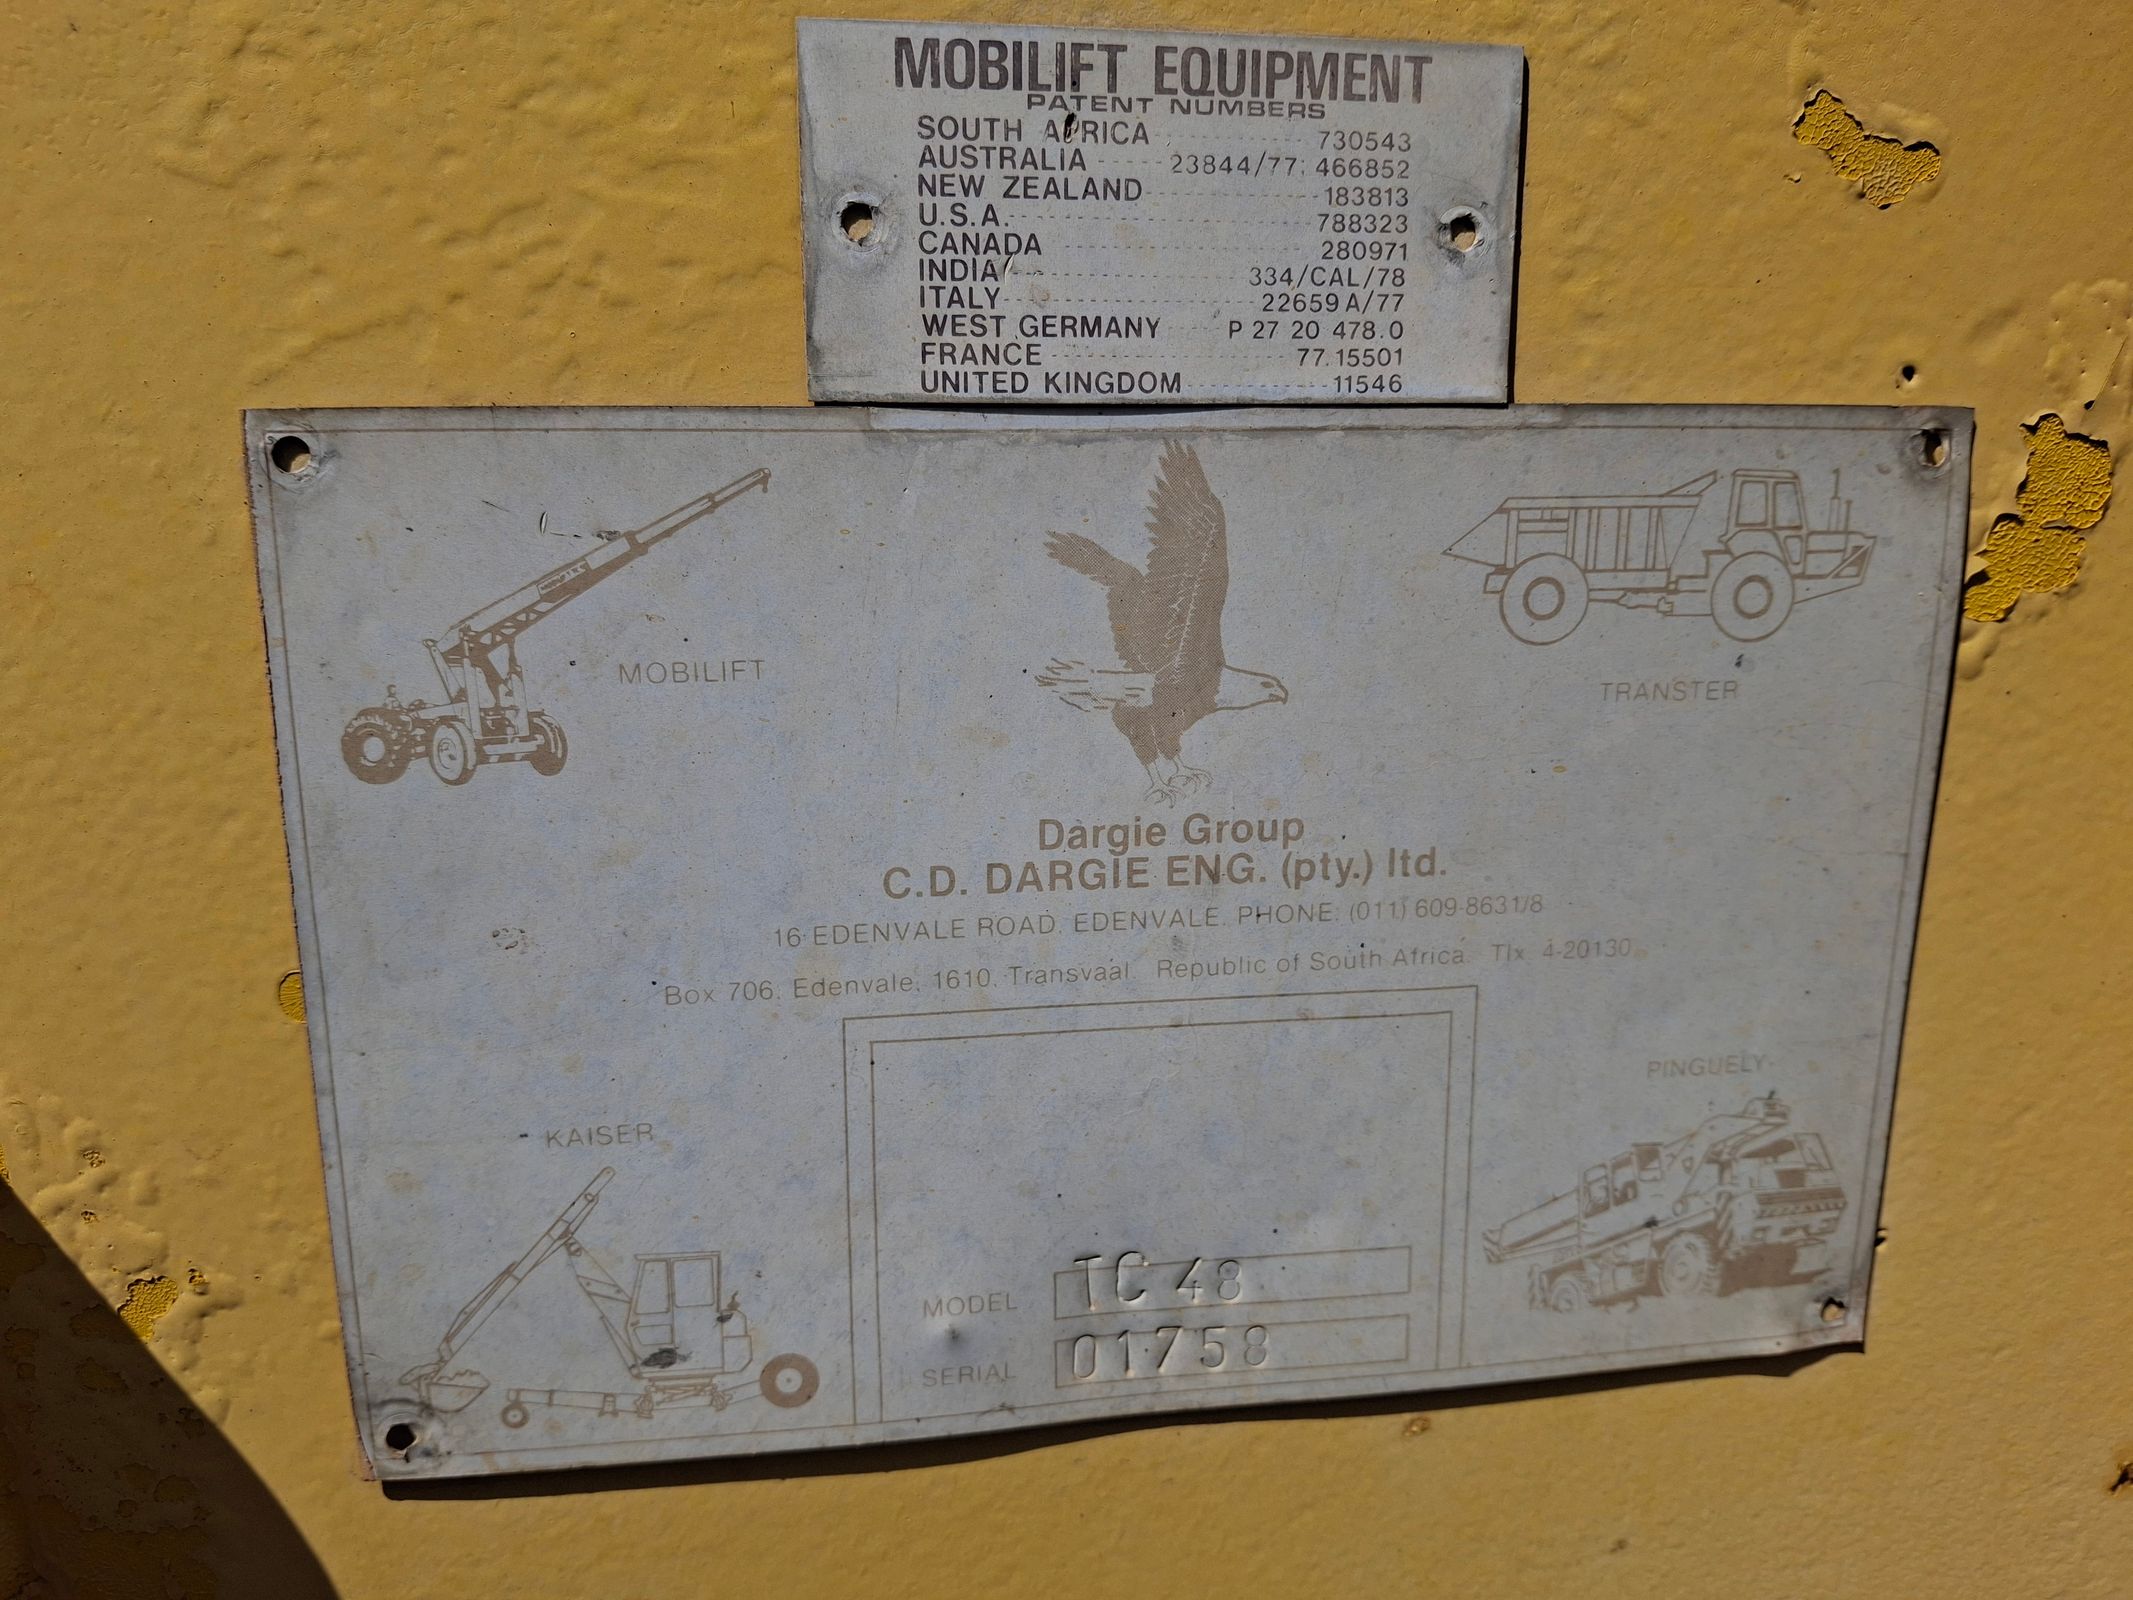 MOBILIFT EQUIPMENT
PATENT NUMBERS
SOUTH AFRICA 730543
AUSTRALIA 23844/77; 466852
NEW ZEALAND 183813
U.S.A. 788323
CANADA 280971
INDIA 334/CAL/78
ITALY 22659 A/77
WEST GERMANY P 27 20 478.0
FRANCE 77.15501
UNITED KINGDOM 11546
MOBILIFT
TRANSTER
Dargie Group
C.D. DARGIE ENG. (pty.) ltd.
16 EDENVALE ROAD, EDENVALE. PHONE: (011) 609-8631/8
Box 706, Edenvale, 1610, Transvaal. Republic of South Africa. Tlx 4-20130
KAISER
PINGUELY
MODEL TC 48
SERIAL 01758